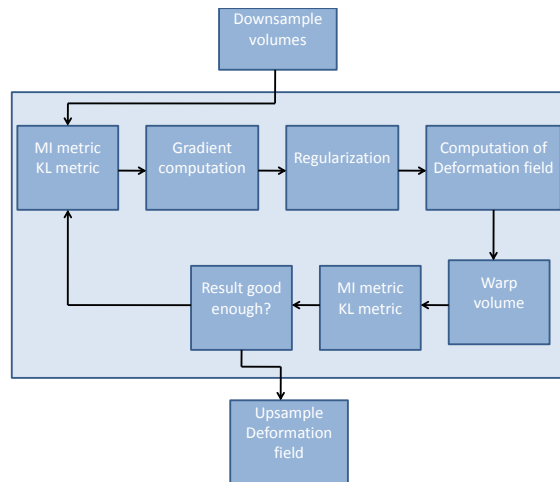 Downsample
volumes
MI metric
KL metric
Gradient
computation
Regularization
Computation of
Deformation field
Result good
enough?
MI metric
KL metric
Warp
volume
Upsample
Deformation
field